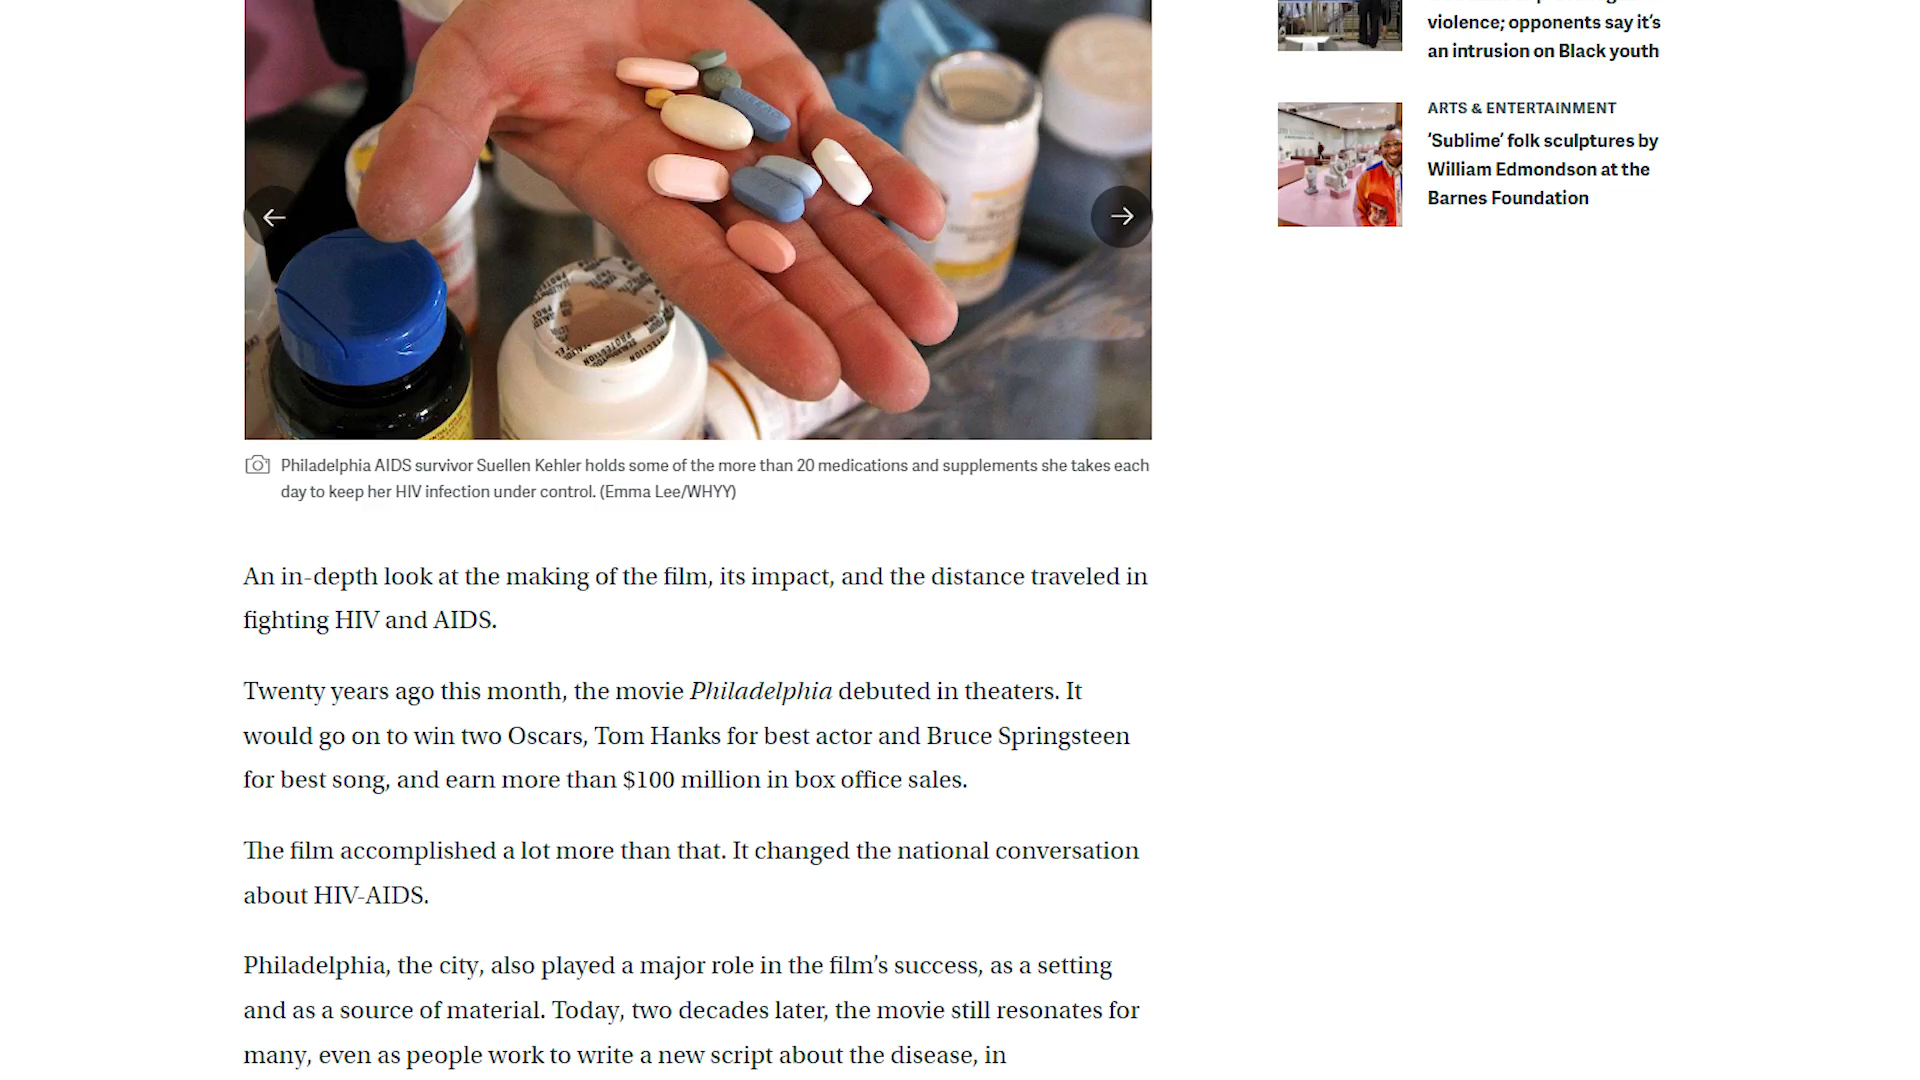 violence; opponents say it's
an intrusion on Black youth
ARTS & ENTERTAINMENT
‘Sublime’ folk sculptures by
William Edmondson at the
Barnes Foundation
Philadelphia AIDS survivor Suellen Kehler holds some of the more than 20 medications and supplements she takes each
day to keep her HIV infection under control. (Emma Lee/WHYY)
An in-depth look at the making of the film, its impact, and the distance traveled in
fighting HIV and AIDS.
Twenty years ago this month, the movie Philadelphia debuted in theaters. It
would go on to win two Oscars, Tom Hanks for best actor and Bruce Springsteen
for best song, and earn more than $100 million in box office sales.
The film accomplished a lot more than that. It changed the national conversation
about HIV-AIDS.
Philadelphia, the city, also played a major role in the film’s success, as a setting
and as a source of material. Today, two decades later, the movie still resonates for
many, even as people work to write a new script about the disease, in